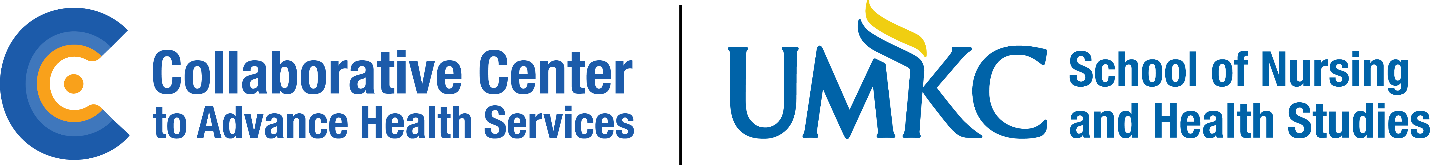 Collaborative Center
to Advance Health Services
UMKC
School of Nursing
and Health Studies